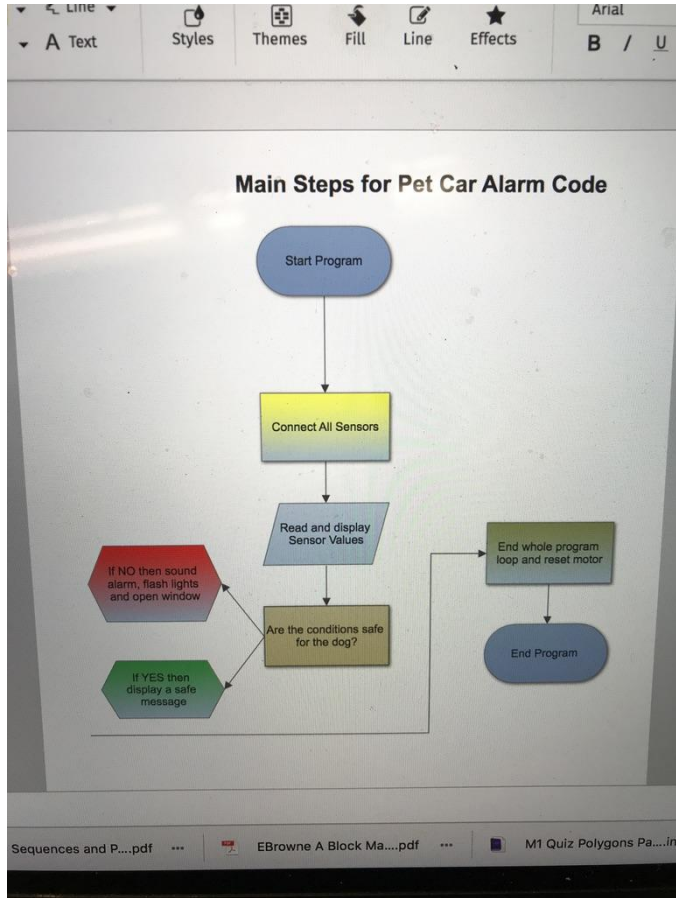 Line
Arial
A Text
Styles
Themes
Fill
Line
Effects
B I U
Main Steps for Pet Car Alarm Code
Start Program
Connect All Sensors
Read and display
Sensor Values
If NO then sound
alarm, flash lights
and open window
Are the conditions safe
for the dog?
If YES then
display a safe
message
End whole program
loop and reset motor
End Program
Sequences and P....pdf
EBrowne A Block Ma....pdf
M1 Quiz Polygons Pa....in